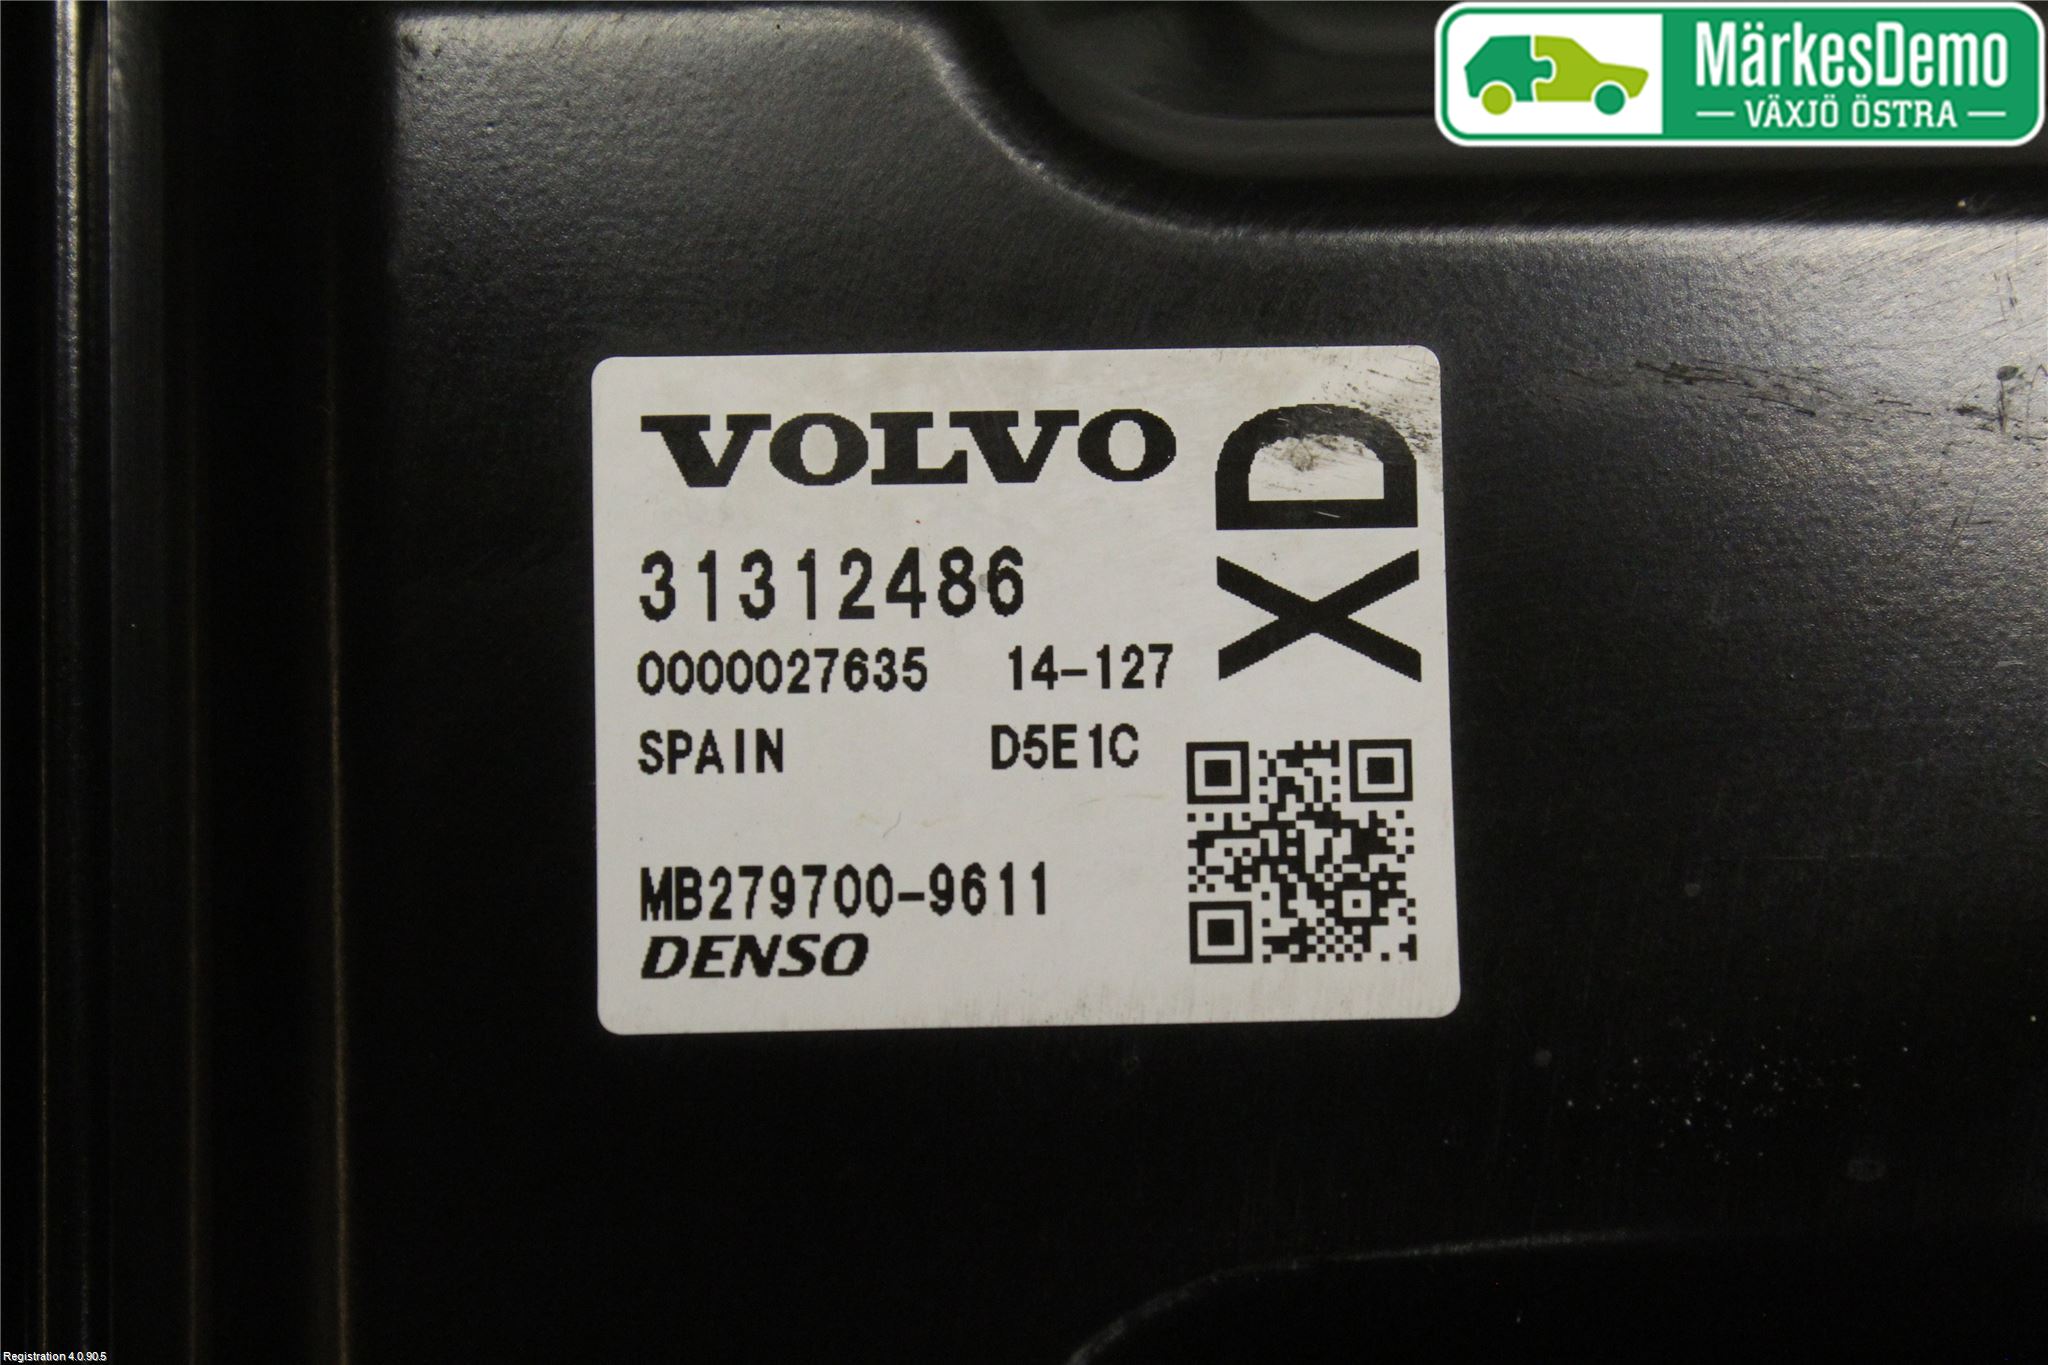 MärkesDemo
VÄXJÖ ÖSTRA
VOLVO
XD
31312486
0000027635 14-127
SPAIN D5E1C
MB279700-9611
DENSO
Registration 4.0.90.5